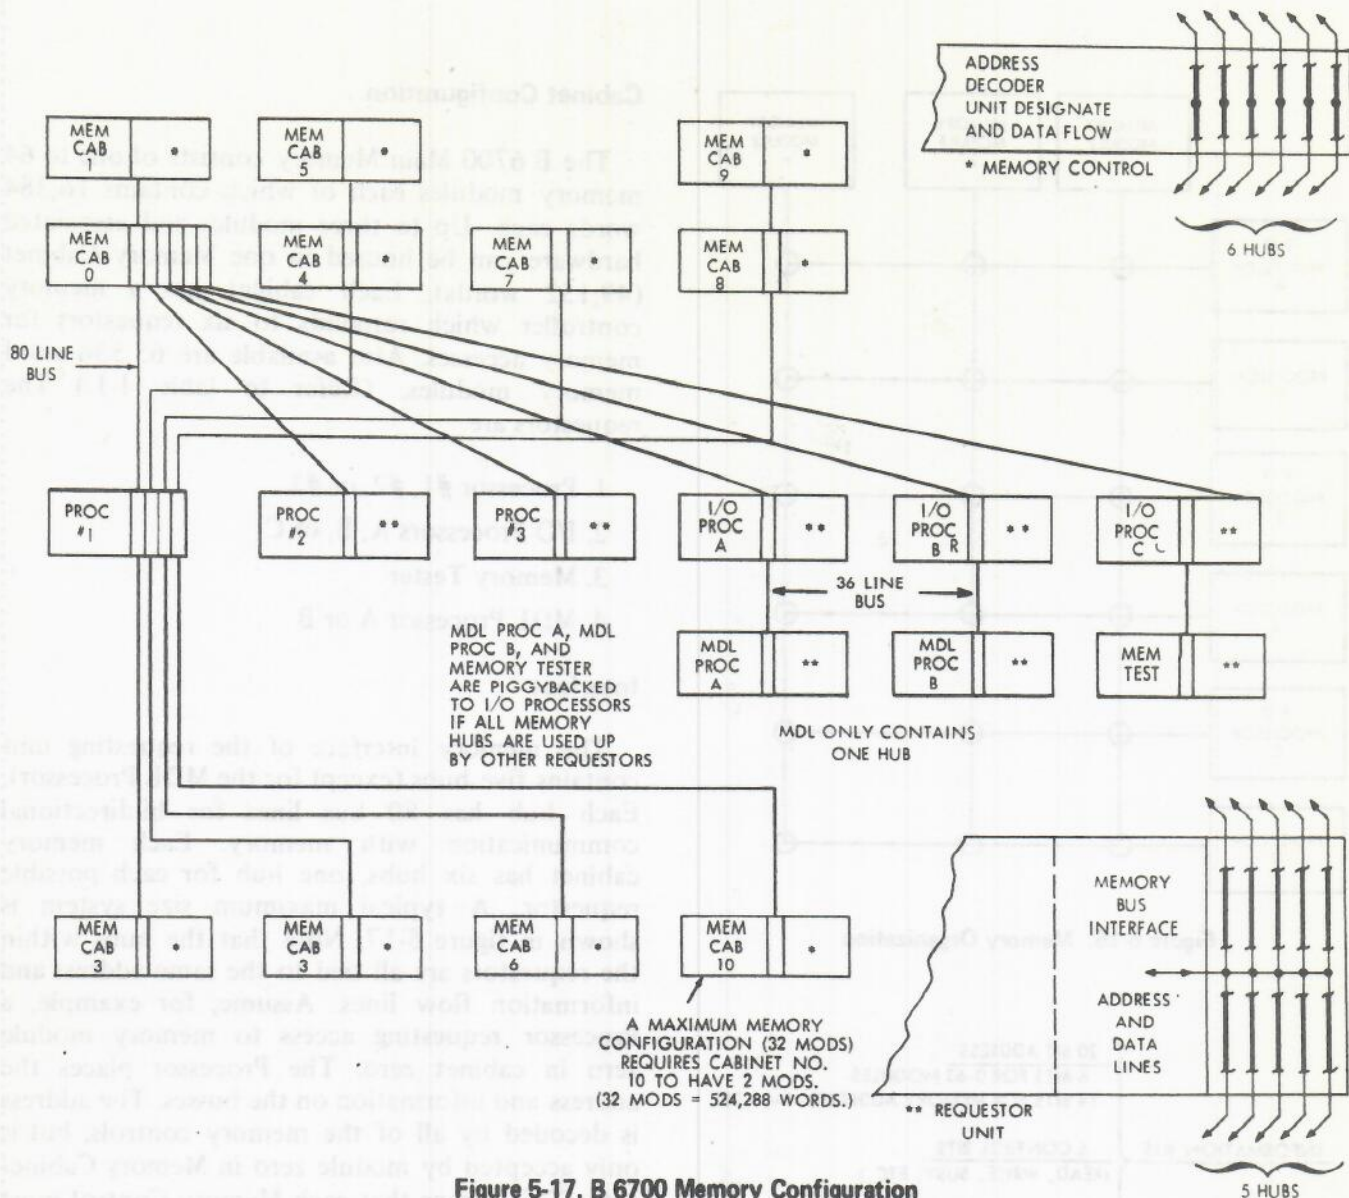 ADDRESS
DECODER
UNIT DESIGNATE
AND DATA FLOW
* MEMORY CONTROL
6 HUBS
MEM
CAB
1
*
MEM
CAB
5
*
MEM
CAB
9
*
MEM
CAB
0
MEM
CAB
4
*
MEM
CAB
7
MEM
CAB
8
*
80 LINE
BUS
PROC
#1
PROC
#2
**
PROC
#3
**
I/O
PROC
A
**
I/O
PROC
B R
**
I/O
PROC
C
**
36 LINE
BUS
MDL PROC A, MDL
PROC B, AND
MEMORY TESTER
ARE PIGGYBACKED
TO I/O PROCESSORS
IF ALL MEMORY
HUBS ARE USED UP
BY OTHER REQUESTORS
MDL
PROC
A
**
MDL
PROC
B
**
MEM
TEST
**
MDL ONLY CONTAINS
ONE HUB
MEM
CAB
2
*
MEM
CAB
3
*
MEM
CAB
6
*
MEM
CAB
10
*
A MAXIMUM MEMORY
CONFIGURATION (32 MODS)
REQUIRES CABINET NO.
10 TO HAVE 2 MODS.
(32 MODS = 524,288 WORDS.)
MEMORY
BUS
INTERFACE
ADDRESS
AND
DATA
LINES
** REQUESTOR
UNIT
5 HUBS
Figure 5-17. B 6700 Memory Configuration